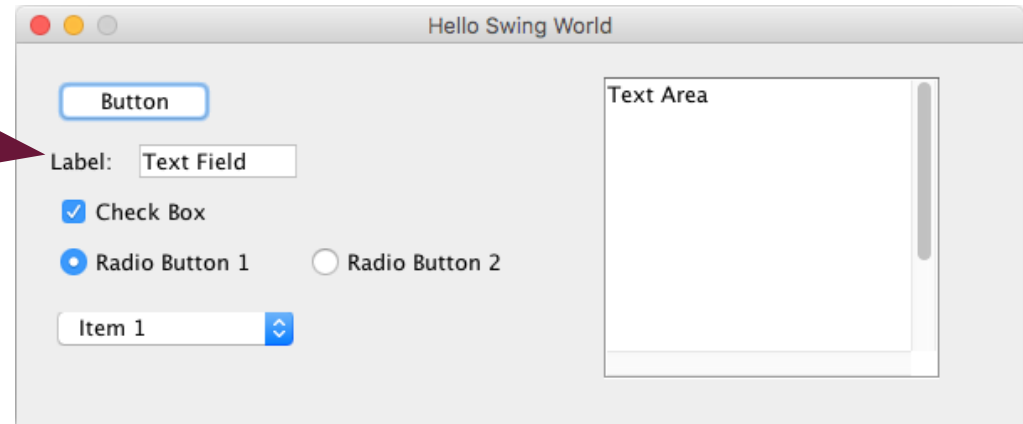 Hello Swing World
Button
Label: Text Field
Check Box
Radio Button 1 Radio Button 2
Item 1
Text Area